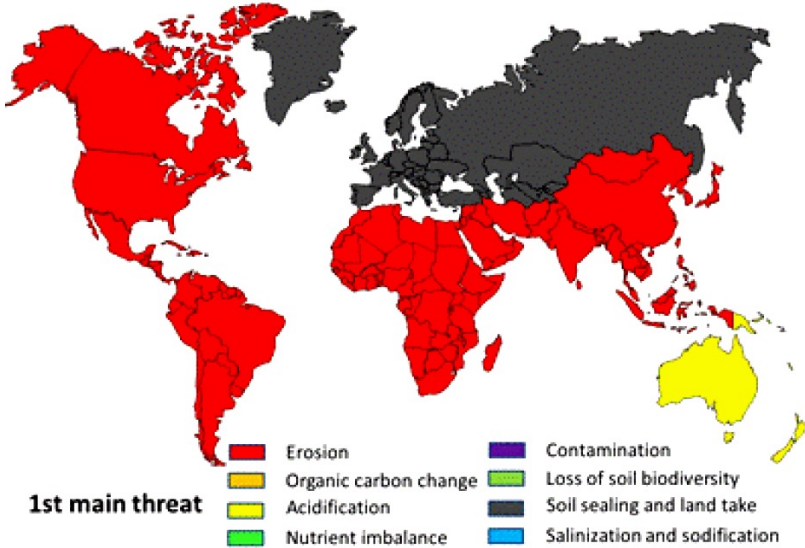 Erosion
Organic carbon change
Acidification
Nutrient imbalance
Contamination
Loss of soil biodiversity
Soil sealing and land take
Salinization and sodification
1st main threat